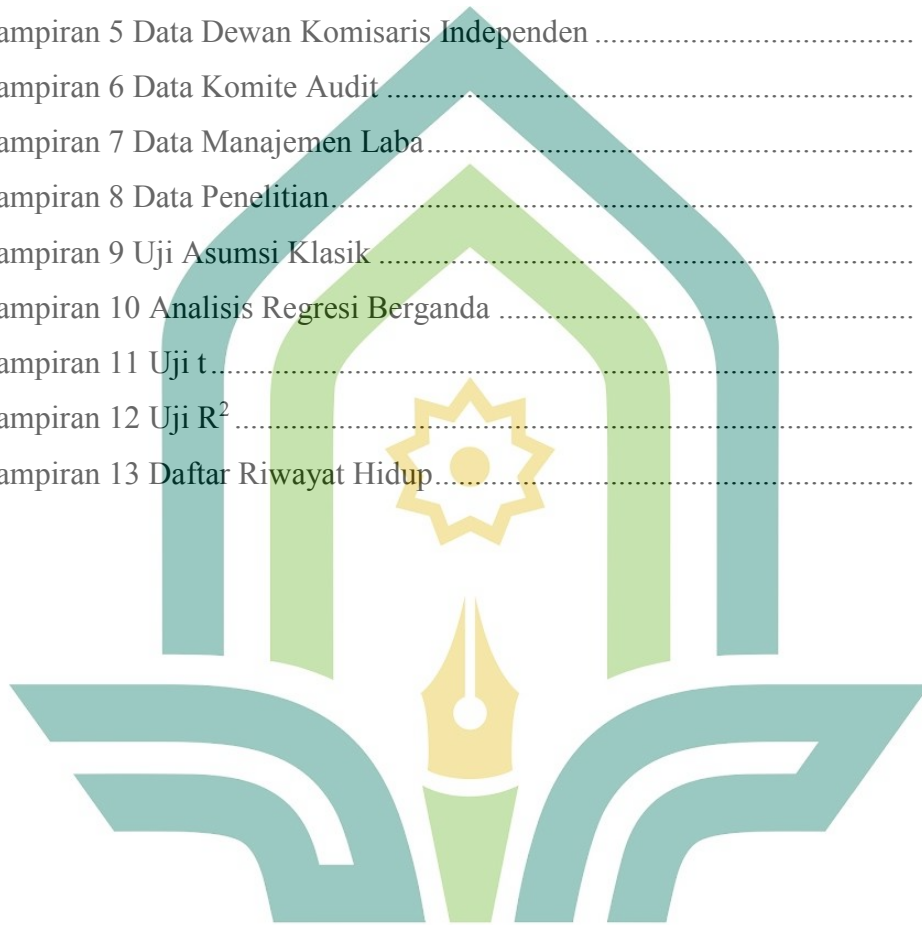 ampiran 5 Data Dewan Komisaris Independen ........................................
ampiran 6 Data Komite Audit ..................................................................
ampiran 7 Data Manajemen Laba .............................................................
ampiran 8 Data Penelitian.........................................................................
ampiran 9 Uji Asumsi Klasik ...................................................................
ampiran 10 Analisis Regresi Berganda ....................................................
ampiran 11 Uji t........................................................................................
ampiran 12 Uji R² .....................................................................................
ampiran 13 Daftar Riwayat Hidup............................................................